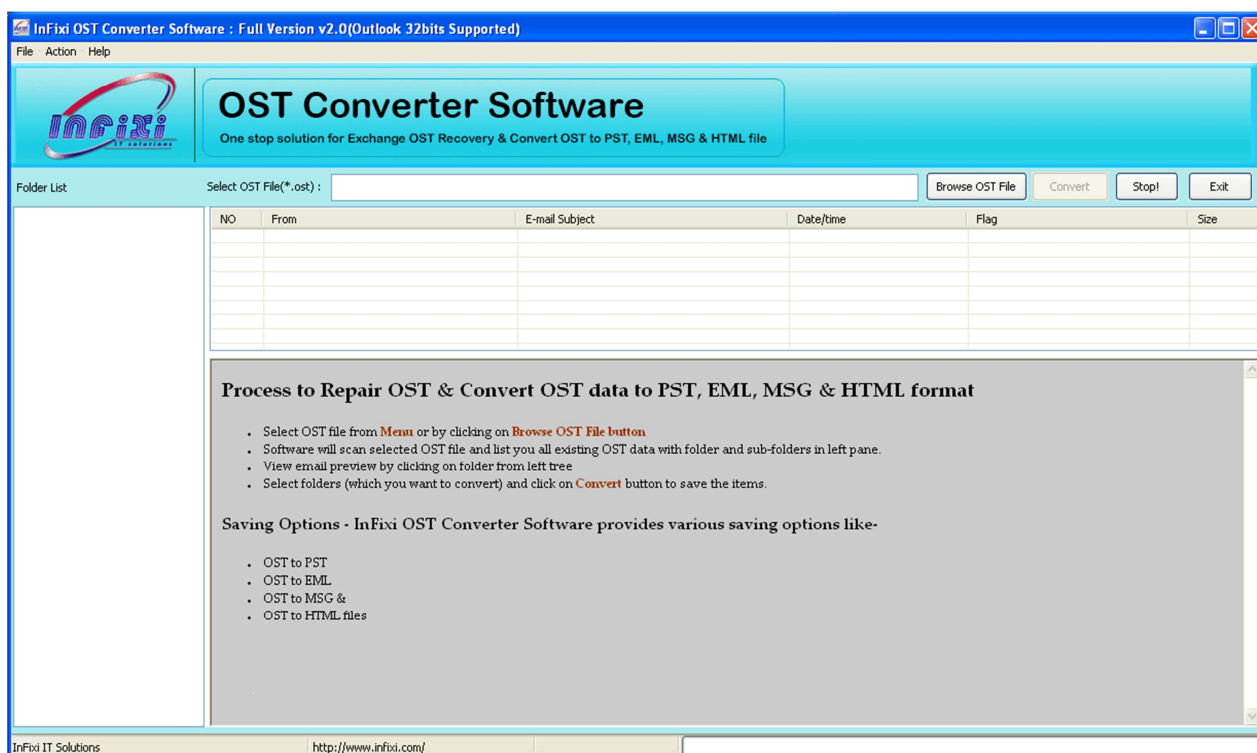 InFixi OST Converter Software : Full Version v2.0(Outlook 32bits Supported)
File Action Help
InFiXi
IT solutions
OST Converter Software
One stop solution for Exchange OST Recovery & Convert OST to PST, EML, MSG & HTML file
Folder List
Select OST File(*.ost) :
Browse OST File
Convert
Stop!
Exit
NO From E-mail Subject Date/time Flag Size
Process to Repair OST & Convert OST data to PST, EML, MSG & HTML format
• Select OST file from Menu or by clicking on Browse OST File button
• Software will scan selected OST file and list you all existing OST data with folder and sub-folders in left pane.
• View email preview by clicking on folder from left tree
• Select folders (which you want to convert) and click on Convert button to save the items.
Saving Options - InFixi OST Converter Software provides various saving options like-
• OST to PST
• OST to EML
• OST to MSG &
• OST to HTML files
InFixi IT Solutions
http://www.infixi.com/